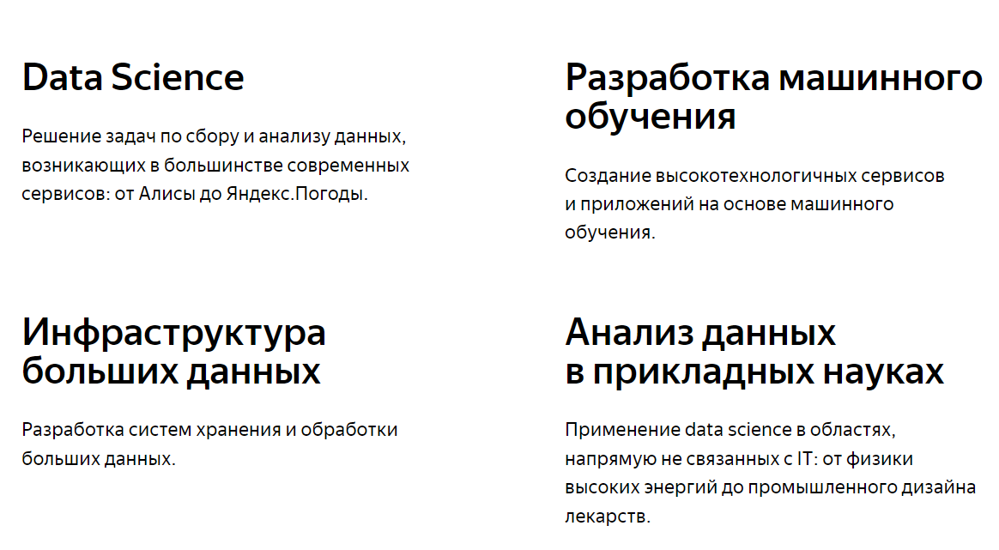 Data Science
Решение задач по сбору и анализу данных,
возникающих в большинстве современных
сервисов: от Алисы до Яндекс.Погоды.
Разработка машинного
обучения
Создание высокотехнологичных сервисов
и приложений на основе машинного
обучения.
Инфраструктура
больших данных
Разработка систем хранения и обработки
больших данных.
Анализ данных
в прикладных науках
Применение data science в областях,
напрямую не связанных с IT: от физики
высоких энергий до промышленного дизайна
лекарств.